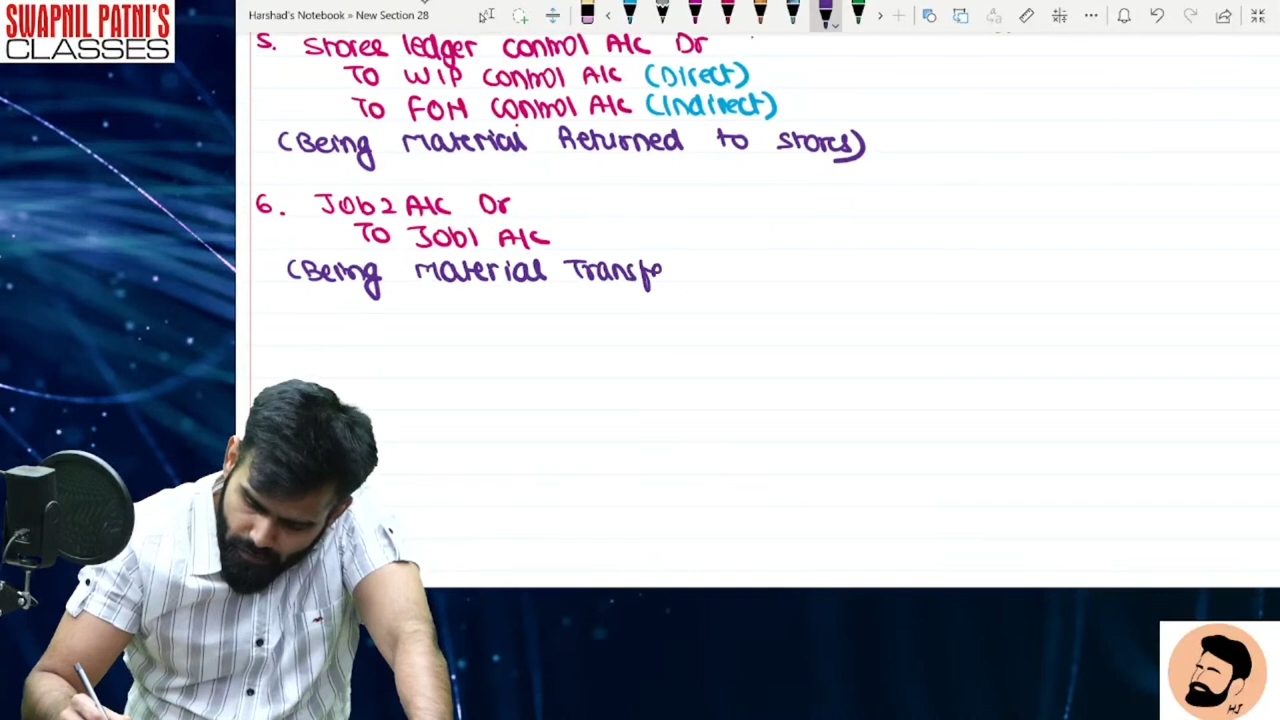 SWAPNIL PATNI'S
CLASSES
Harshad's Notebook » New Section 28
5. Stores ledger control A/c Dr
To WIP control A/c (Direct)
To FOH control A/c (Indirect)
(Being Material Returned to stores)
6. Job2 A/c Dr
To Job1 A/c
(Being Material Transfe
HJ